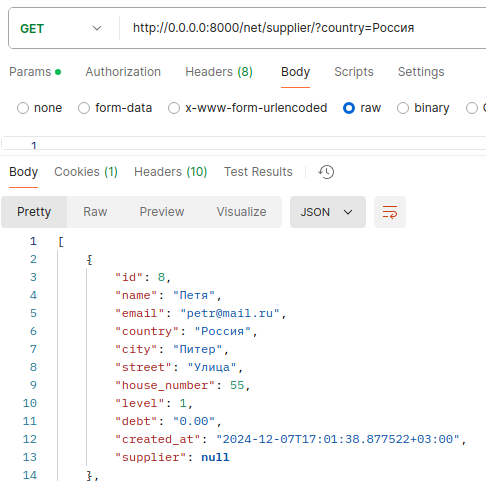 GET http://0.0.0.0:8000/net/supplier/?country=Россия
Params Authorization Headers (8) Body Scripts Settings
none form-data x-www-form-urlencoded raw binary
1
Body Cookies (1) Headers (10) Test Results
Pretty Raw Preview Visualize JSON
1 [
2 {
3 "id": 8,
4 "name": "Петя",
5 "email": "petr@mail.ru",
6 "country": "Россия",
7 "city": "Питер",
8 "street": "Улица",
9 "house_number": 55,
10 "level": 1,
11 "debt": "0.00",
12 "created_at": "2024-12-07T17:01:38.877522+03:00",
13 "supplier": null
14 },